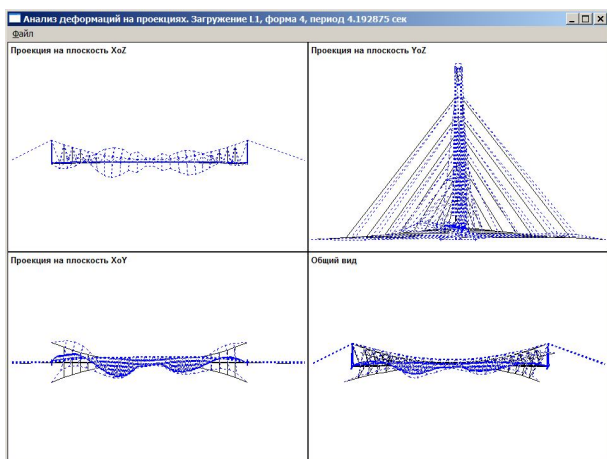 Анализ деформаций на проекциях. Загружение L1, форма 4, период 4.192875 сек
Файл
Проекция на плоскость XoZ
Проекция на плоскость YoZ
Проекция на плоскость XoY
Общий вид